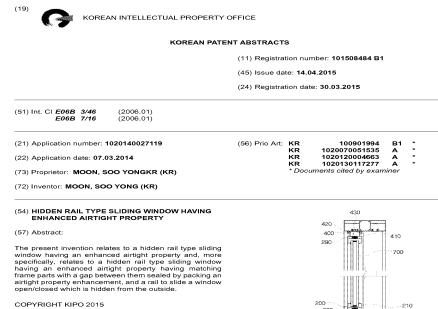 (19)
KOREAN INTELLECTUAL PROPERTY OFFICE
KOREAN PATENT ABSTRACTS
(11) Registration number: 101508484 B1
(45) Issue date: 14.04.2015
(24) Registration date: 30.03.2015
(51) Int. Cl E06B 3/46 (2006.01)
E06B 7/16 (2006.01)
(21) Application number: 1020140027119
(22) Application date: 07.03.2014
(73) Proprietor: MOON, SOO YONGKR (KR)
(72) Inventor: MOON, SOO YONG (KR)
(56) Prio Art: KR 100901994 B1 *
KR 1020070051535 A *
KR 1020120004663 A *
KR 1020130117277 A *
* Documents cited by examiner
(54) HIDDEN RAIL TYPE SLIDING WINDOW HAVING
ENHANCED AIRTIGHT PROPERTY
(57) Abstract:
The present invention relates to a hidden rail type sliding
window having an enhanced airtight property and, more
specifically, relates to a hidden rail type sliding window
having an enhanced airtight property having matching
frame parts with a gap between them sealed by packing an
airtight property enhancement, and a rail to slide a window
open/closed which is hidden from the outside.
COPYRIGHT KIPO 2015
430
420
400
290
410
700
200
210